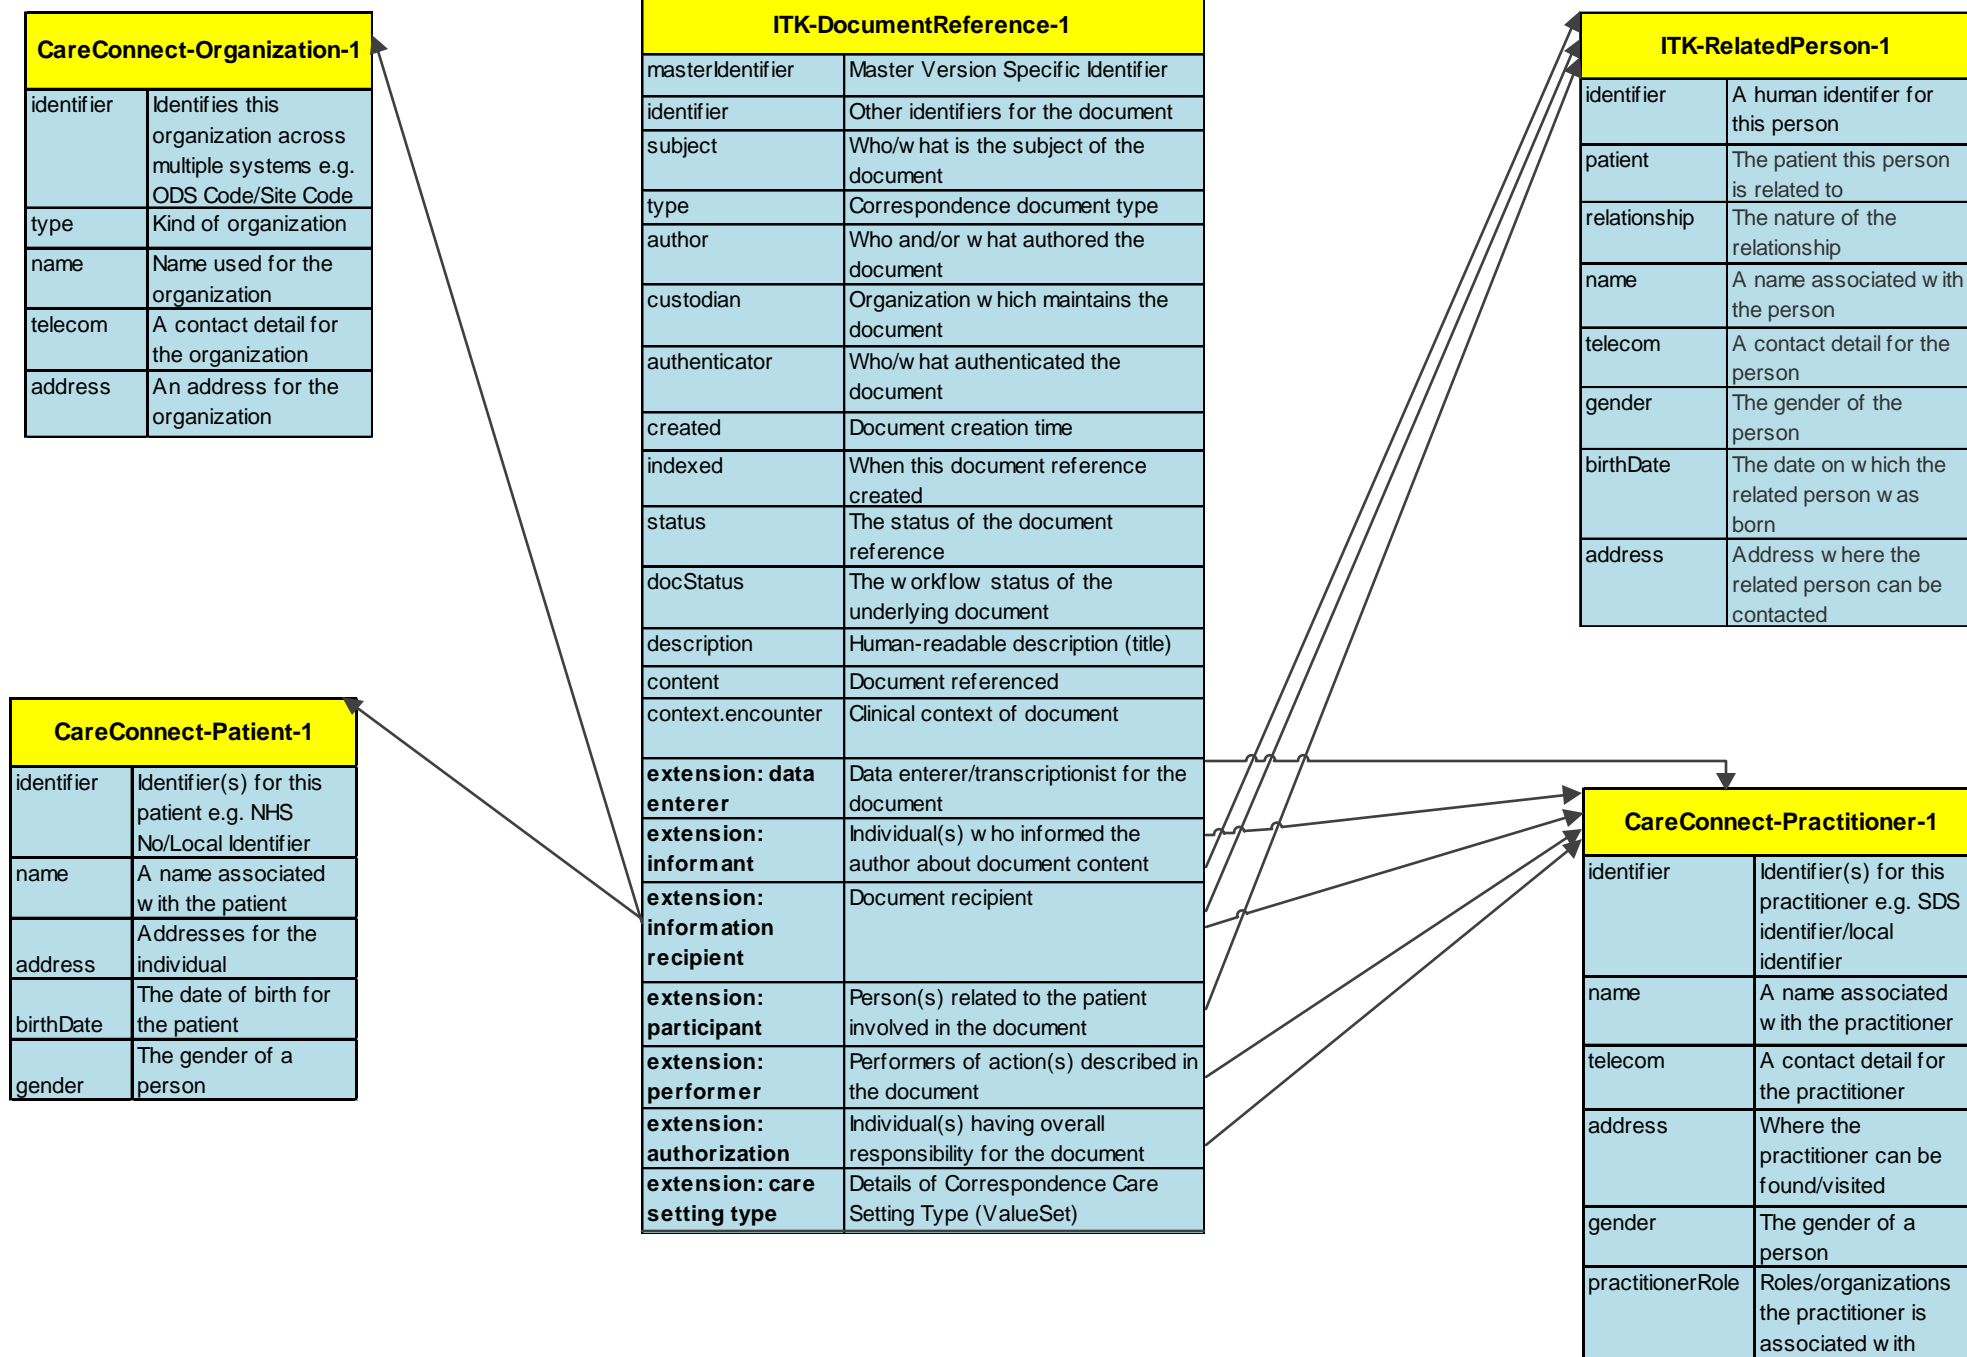 CareConnect-Organization-1
identifier
Identifies this
organization across
multiple systems e.g.
ODS Code/Site Code
type
Kind of organization
name
Name used for the
organization
telecom
A contact detail for
the organization
address
An address for the
organization
CareConnect-Patient-1
identifier
Identifier(s) for this
patient e.g. NHS
No/Local Identifier
name
A name associated
with the patient
address
Addresses for the
individual
birthDate
The date of birth for
the patient
gender
The gender of a
person
ITK-DocumentReference-1
masterIdentifier
Master Version Specific Identifier
identifier
Other identifiers for the document
subject
Who/what is the subject of the
document
type
Correspondence document type
author
Who and/or what authored the
document
custodian
Organization which maintains the
document
authenticator
Who/what authenticated the
document
created
Document creation time
indexed
When this document reference
created
status
The status of the document
reference
docStatus
The workflow status of the
underlying document
description
Human-readable description (title)
content
Document referenced
context.encounter
Clinical context of document
extension: data
enterer
Data enterer/transcriptionist for the
document
extension:
informant
Individual(s) who informed the
author about document content
extension:
information
recipient
Document recipient
extension:
participant
Person(s) related to the patient
involved in the document
extension:
performer
Performers of action(s) described in
the document
extension:
authorization
Individual(s) having overall
responsibility for the document
extension: care
setting type
Details of Correspondence Care
Setting Type (ValueSet)
ITK-RelatedPerson-1
identifier
A human identifer for
this person
patient
The patient this person
is related to
relationship
The nature of the
relationship
name
A name associated with
the person
telecom
A contact detail for the
person
gender
The gender of the
person
birthDate
The date on which the
related person was
born
address
Address where the
related person can be
contacted
CareConnect-Practitioner-1
identifier
Identifier(s) for this
practitioner e.g. SDS
identifier/local
identifier
name
A name associated
with the practitioner
telecom
A contact detail for
the practitioner
address
Where the
practitioner can be
found/visited
gender
The gender of a
person
practitionerRole
Roles/organizations
the practitioner is
associated with